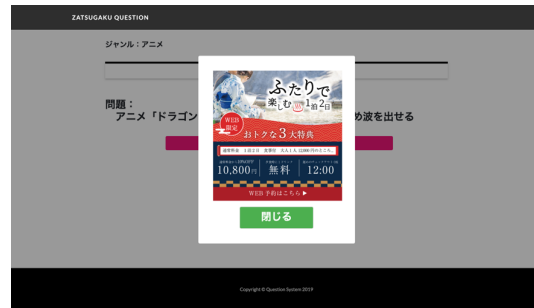 ZATSUGAKU QUESTION
ジャンル：アニメ
問題：
アニメ「ドラゴン
め波を出せる
ふたりで
楽しむ 1泊2日
WEB
限定
おトクな3大特典
10,800円
無料
12:00
WEB予約はこちら▶
閉じる
Copyright © Question System 2019